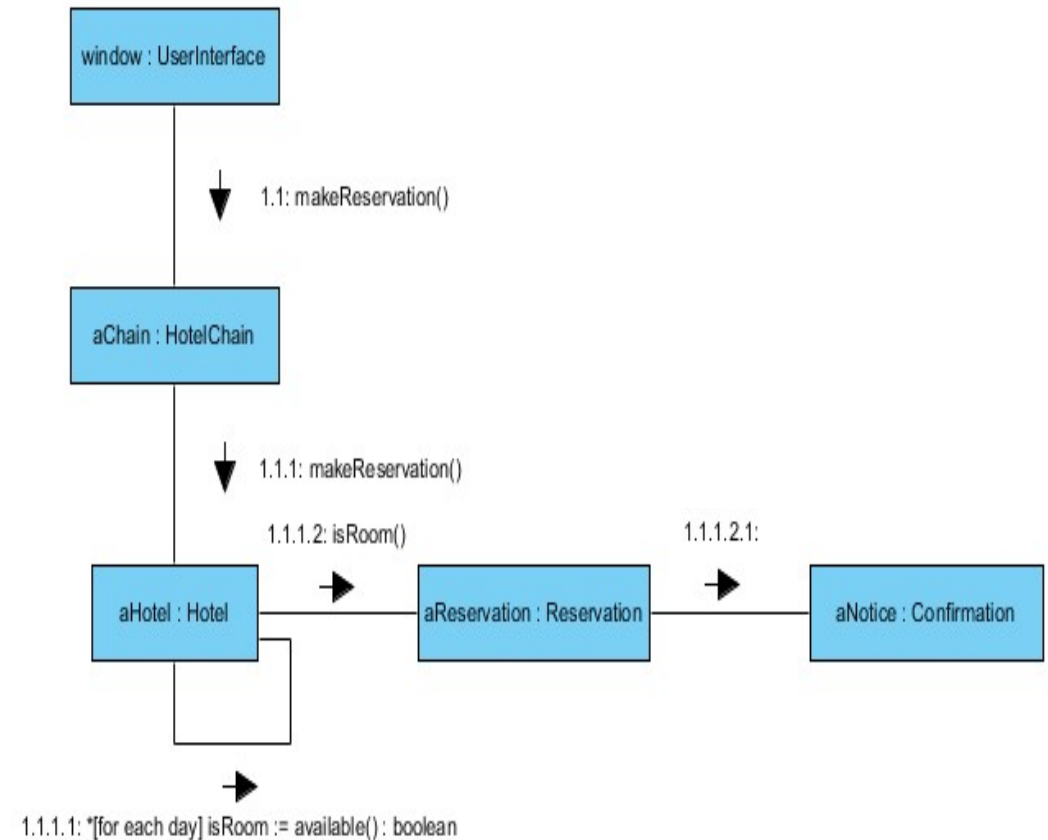 window : UserInterface
1.1: makeReservation()
aChain : HotelChain
1.1.1: makeReservation()
1.1.1.2: isRoom()
1.1.1.2.1:
aHotel : Hotel
aReservation : Reservation
aNotice : Confirmation
1.1.1.1: *[for each day] isRoom := available() : boolean